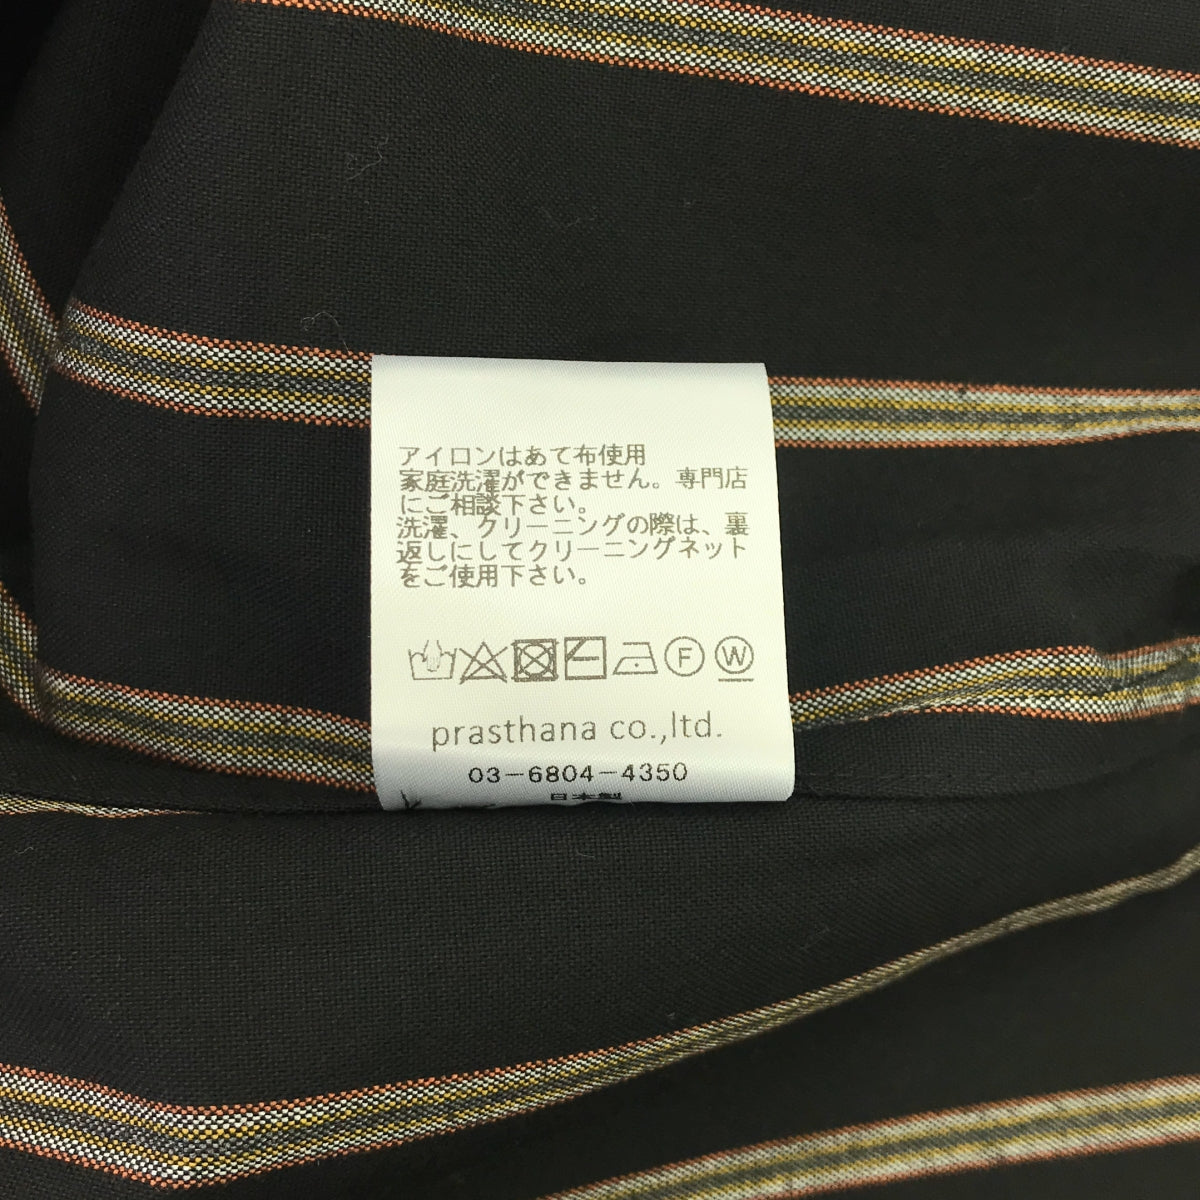 アイロンはあて布使用
家庭洗濯ができません。専門店
にご相談下さい。
洗濯、クリーニングの際は、裏
返しにしてクリーニングネット
をご使用下さい。
F W
prasthana co.,ltd.
03-6804-4350
日本製